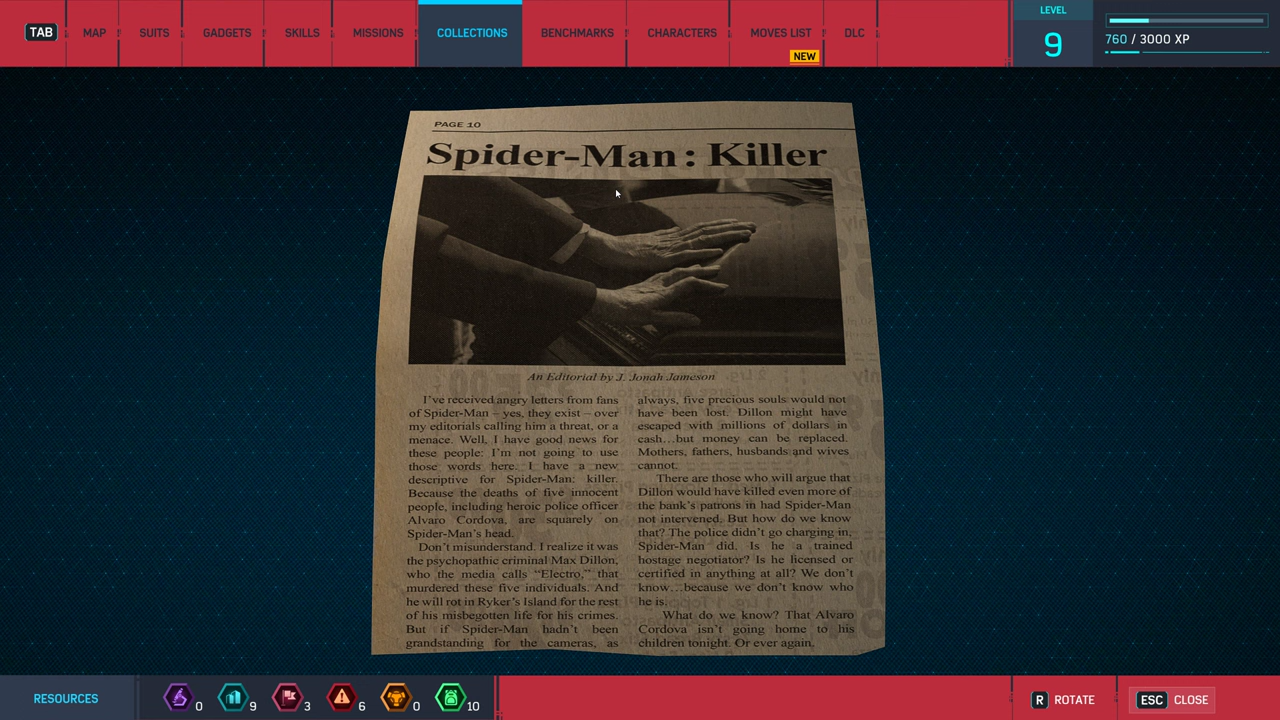 TAB
MAP
SUITS
GADGETS
SKILLS
MISSIONS
COLLECTIONS
BENCHMARKS
CHARACTERS
MOVES LIST
NEW
DLC
LEVEL
9
760 / 3000 XP
PAGE 10
Spider-Man: Killer
An Editorial by J. Jonah Jameson
I've received angry letters from fans
of Spider-Man – yes, they exist – over
my editorials calling him a threat, or a
menace. Well, I have good news for
these people: I'm not going to use
those words here. I have a new
descriptive for Spider-Man: killer.
Because the deaths of five innocent
people, including heroic police officer
Alvaro Cordova, are squarely on
Spider-Man's head.
Don't misunderstand. I realize it was
the psychopathic criminal Max Dillon,
who the media calls "Electro," that
murdered these five individuals. And
he will rot in Ryker's Island for the rest
of his misbegotten life for his crimes.
But if Spider-Man hadn't been
grandstanding for the cameras, as
always, five precious souls would not
have been lost. Dillon might have
escaped with millions of dollars in
cash...but money can be replaced.
Mothers, fathers, husbands and wives
cannot.
There are those who will argue that
Dillon would have killed even more of
the bank's patrons in had Spider-Man
not intervened. But how do we know
that? The police didn't go charging in,
Spider-Man did. Is he a trained
hostage negotiator? Is he licensed or
certified in anything at all? We don't
know...because we don't know who
he is.
What do we know? That Alvaro
Cordova isn't going home to his
children tonight. Or ever again.
RESOURCES
0
9
3
6
0
10
R ROTATE
ESC CLOSE